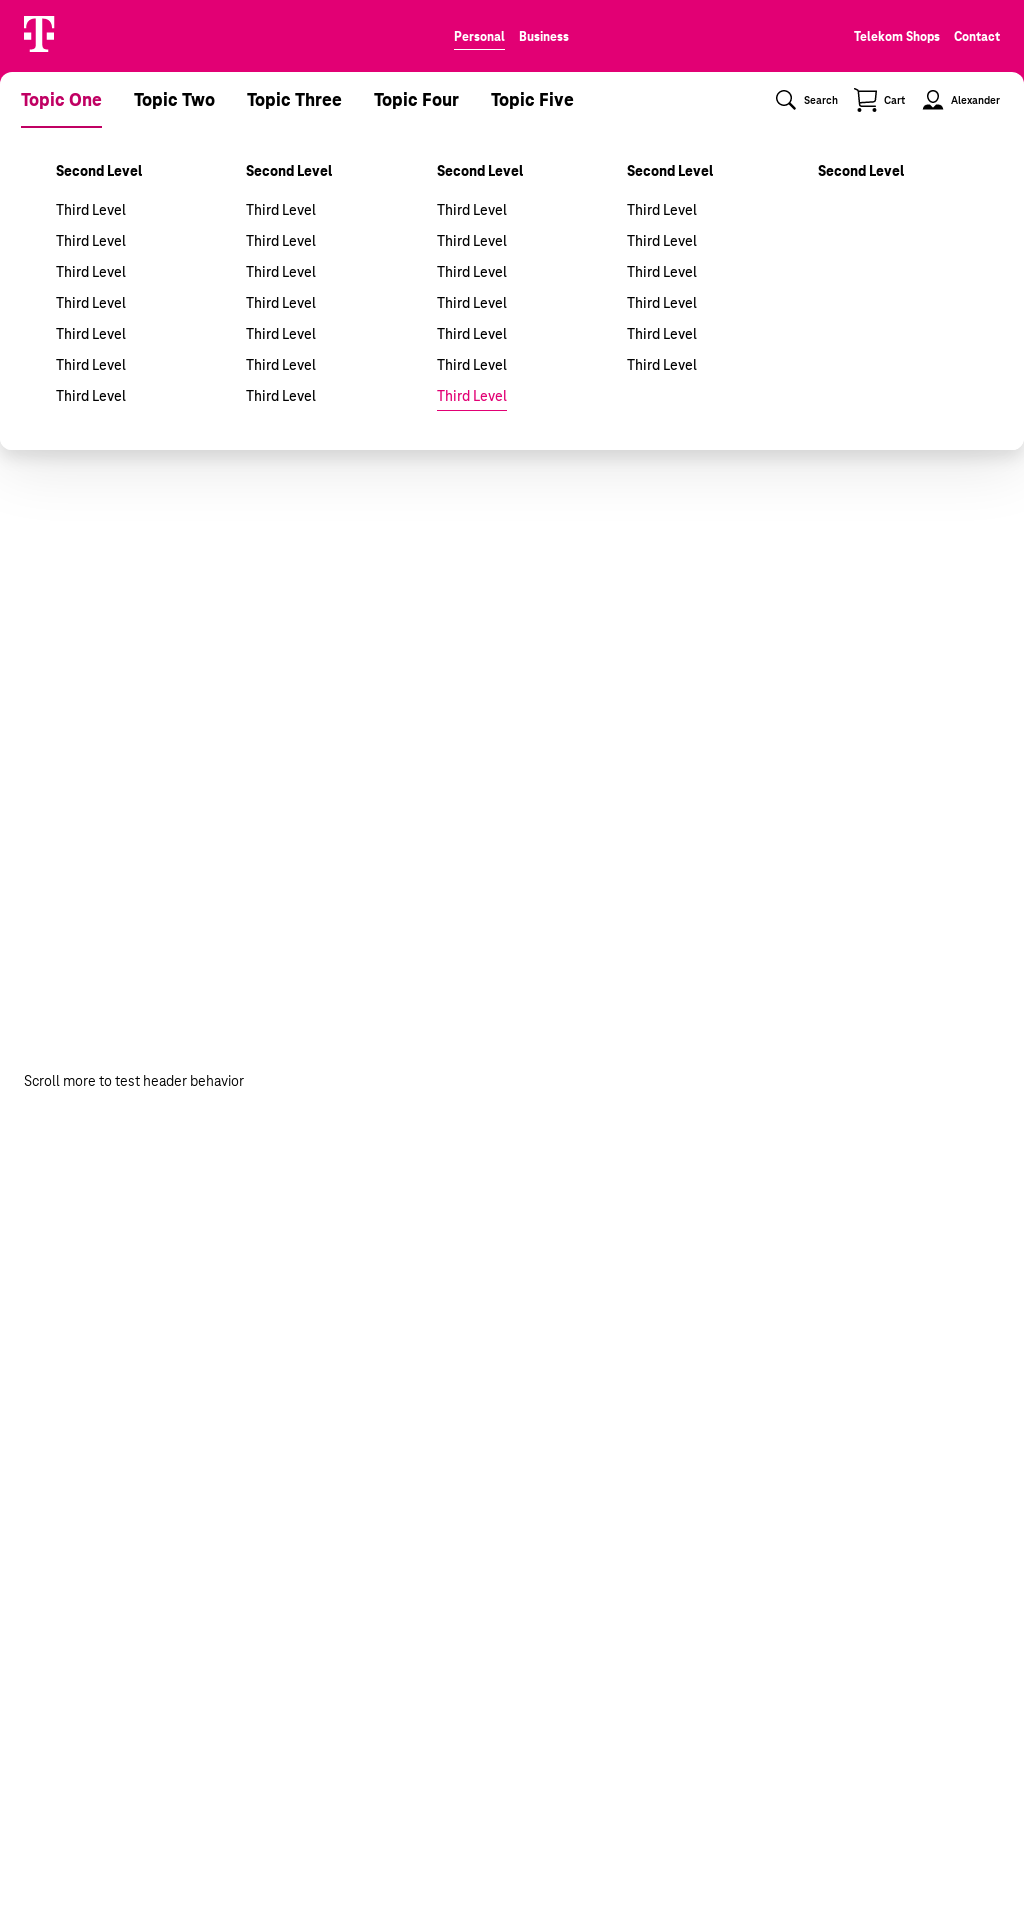 T
Personal Business Telekom Shops Contact
Topic One Topic Two Topic Three Topic Four Topic Five Search Cart Alexander
Second Level Second Level Second Level Second Level Second Level
Third Level Third Level Third Level Third Level
Third Level Third Level Third Level Third Level
Third Level Third Level Third Level Third Level
Third Level Third Level Third Level Third Level
Third Level Third Level Third Level Third Level
Third Level Third Level Third Level Third Level
Third Level Third Level Third Level
Scroll more to test header behavior